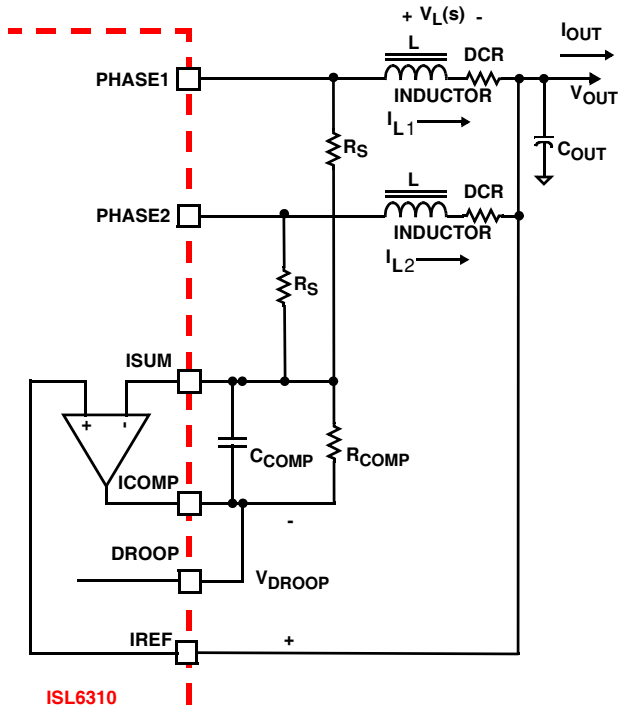 + VL(s) -
IOUT
L
DCR
PHASE1
INDUCTOR
VOUT
IL1
RS
COUT
L
DCR
PHASE2
INDUCTOR
IL2
RS
ISUM
+ -
CCOMP
RCOMP
ICOMP
-
DROOP
VDROOP
IREF
+
ISL6310